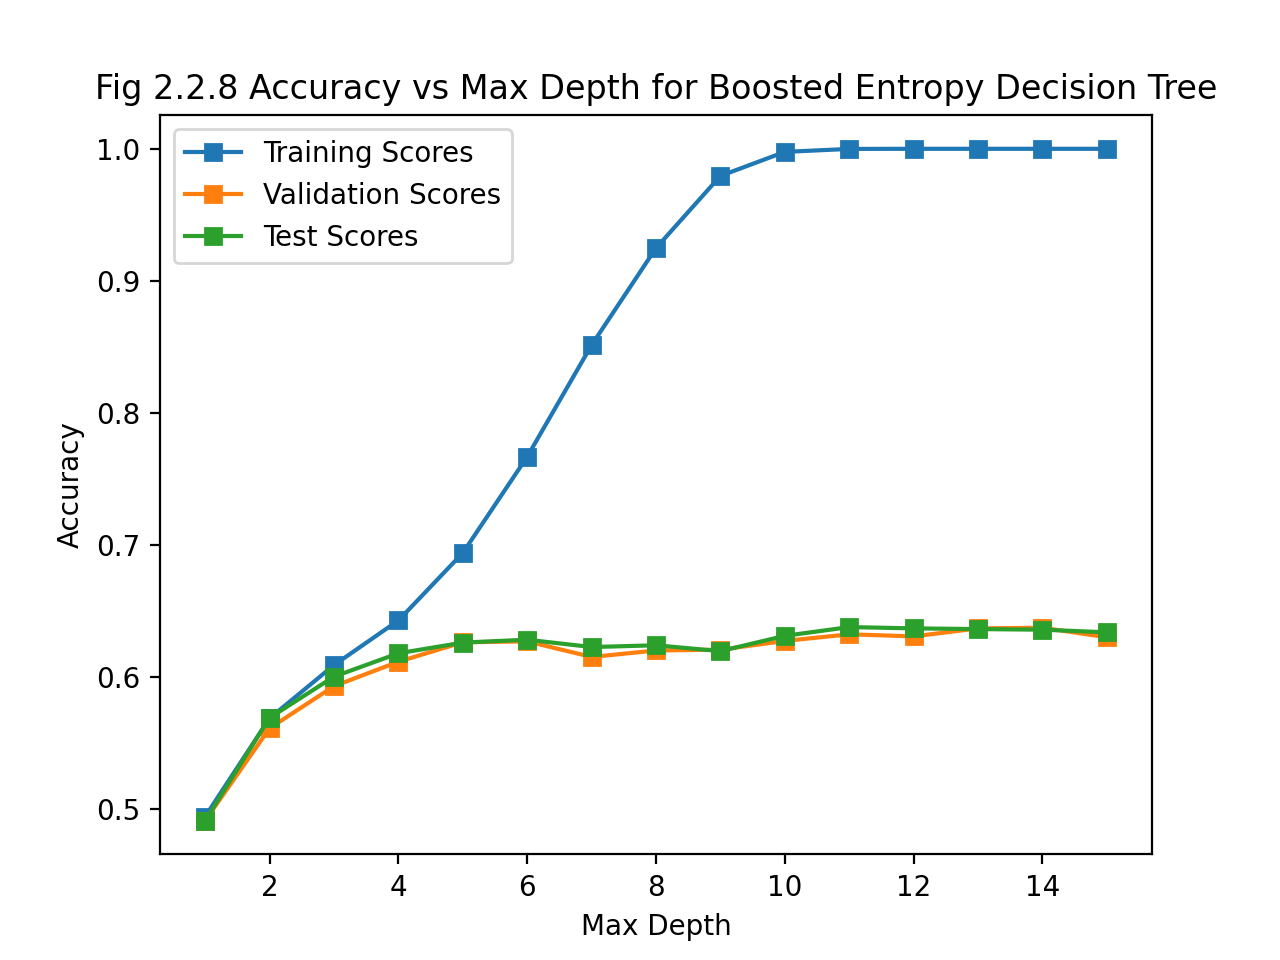 Fig 2.2.8 Accuracy vs Max Depth for Boosted Entropy Decision Tree
Training Scores
Validation Scores
Test Scores
1.0
0.9
0.8
0.7
0.6
0.5
Accuracy
2 4 6 8 10 12 14
Max Depth